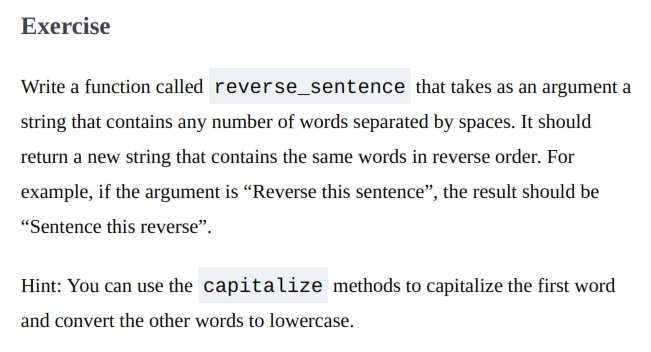 Exercise
Write a function called reverse_sentence that takes as an argument a
string that contains any number of words separated by spaces. It should
return a new string that contains the same words in reverse order. For
example, if the argument is “Reverse this sentence”, the result should be
“Sentence this reverse”.
Hint: You can use the capitalize methods to capitalize the first word
and convert the other words to lowercase.